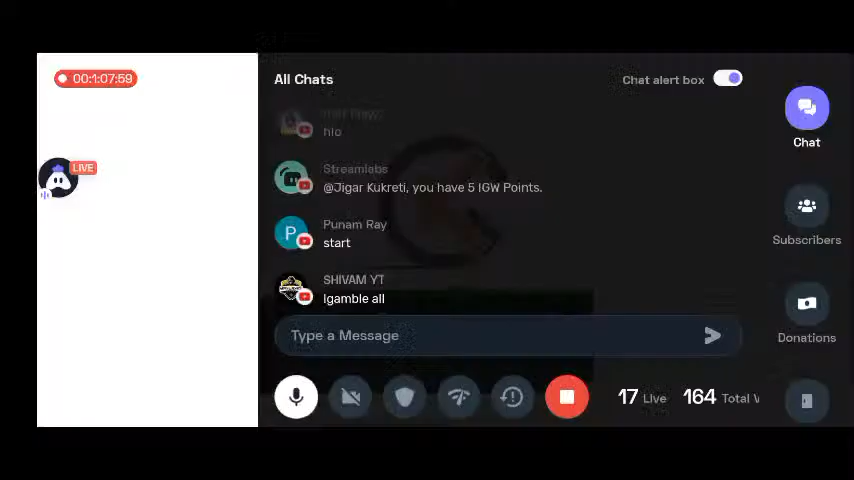 00:1:07:59
All Chats
Chat alert box
hlo
Chat
LIVE
Streamlabs
@Jigar Kukreti, you have 5 IGW Points.
P
Punam Ray
start
Subscribers
SHIVAM YT
!gamble all
Type a Message
Donations
17 Live
164 Total